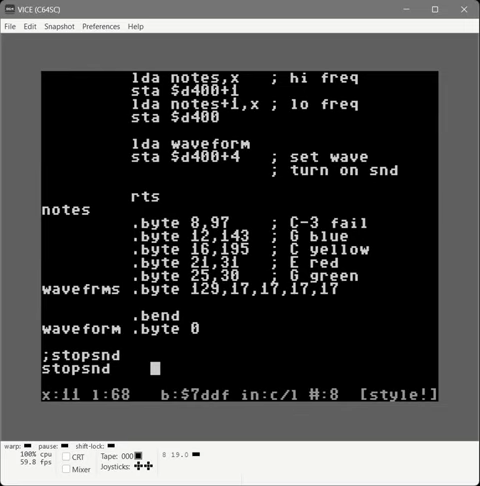 VICE (C64SC)
File Edit Snapshot Preferences Help
lda notes,x ; hi freq
sta $d400+1
lda notes+1,x ; lo freq
sta $d400
lda waveform
sta $d400+4 ; set wave
; turn on snd
rts
notes
.byte 8,97 ; C-3 fail
.byte 12,143 ; G blue
.byte 16,195 ; C yellow
.byte 21,31 ; E red
.byte 25,30 ; G green
wavefrms .byte 129,17,17,17,17
.bend
waveform .byte 0
;stopsnd
stopsnd
x:11 l:68 b:$7ddf in:c/l #:8 [style!]
warp: pause: shift-lock:
100% cpu
59.8 fps
CRT
Mixer
Tape: 000
Joysticks:
8 19.0